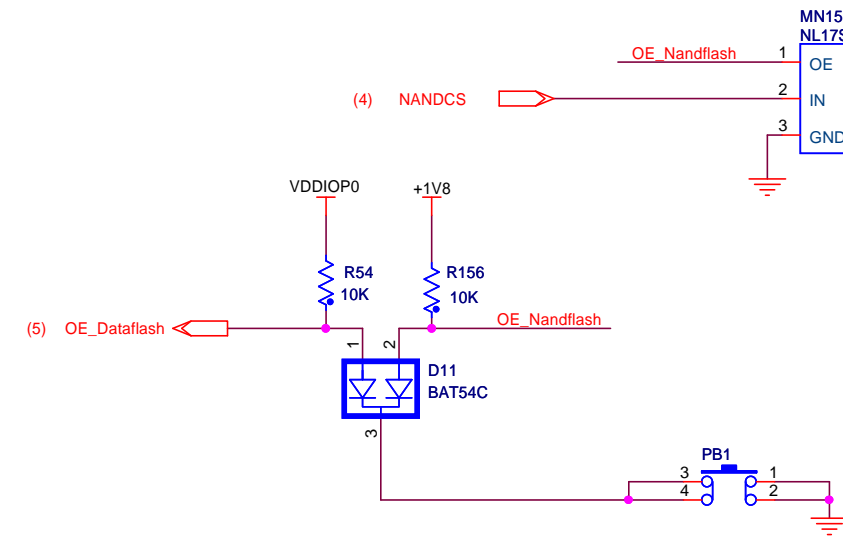 MN15
NL17S
OE_Nandflash
1
OE
(4) NANDCS
2
IN
3
GND
VDDIOP0
+1V8
R54
10K
R156
10K
(5) OE_Dataflash
OE_Nandflash
1
2
D11
BAT54C
3
PB1
3
1
4
2